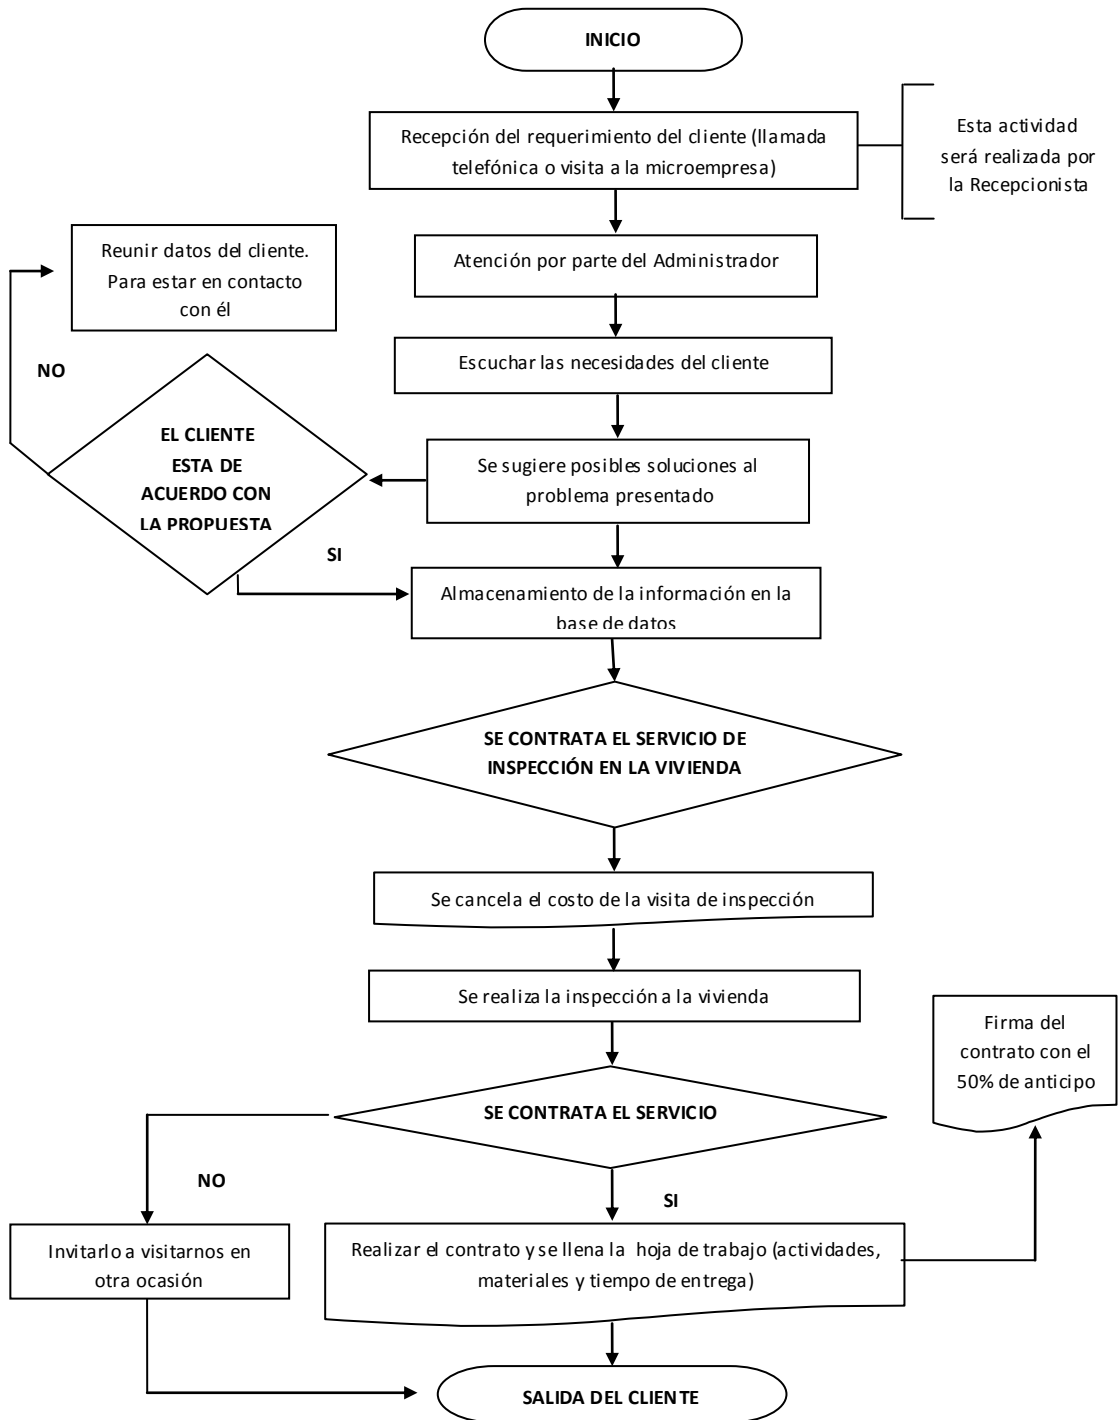 INICIO
Recepción del requerimiento del cliente (llamada
telefónica o visita a la microempresa)
Esta actividad
será realizada por
la Recepcionista
Reunir datos del cliente.
Para estar en contacto
con él
Atención por parte del Administrador
Escuchar las necesidades del cliente
NO
EL CLIENTE
ESTA DE
ACUERDO CON
LA PROPUESTA
Se sugiere posibles soluciones al
problema presentado
SI
Almacenamiento de la información en la
base de datos
SE CONTRATA EL SERVICIO DE
INSPECCIÓN EN LA VIVIENDA
Se cancela el costo de la visita de inspección
Se realiza la inspección a la vivienda
Firma del
contrato con el
50% de anticipo
SE CONTRATA EL SERVICIO
NO
SI
Invitarlo a visitarnos en
otra ocasión
Realizar el contrato y se llena la hoja de trabajo (actividades,
materiales y tiempo de entrega)
SALIDA DEL CLIENTE